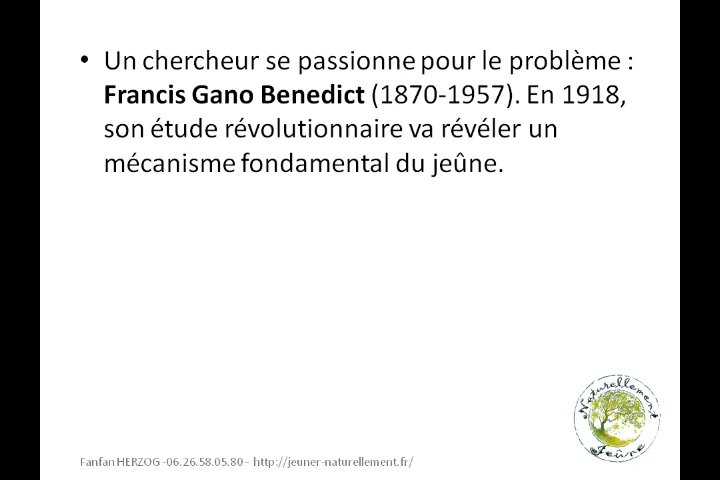 • Un chercheur se passionne pour le problème :
Francis Gano Benedict (1870-1957). En 1918,
son étude révolutionnaire va révéler un
mécanisme fondamental du jeûne.
Naturellement
Jeûne
Fanfan HERZOG -06.26.58.05.80 - http://jeuner-naturellement.fr/